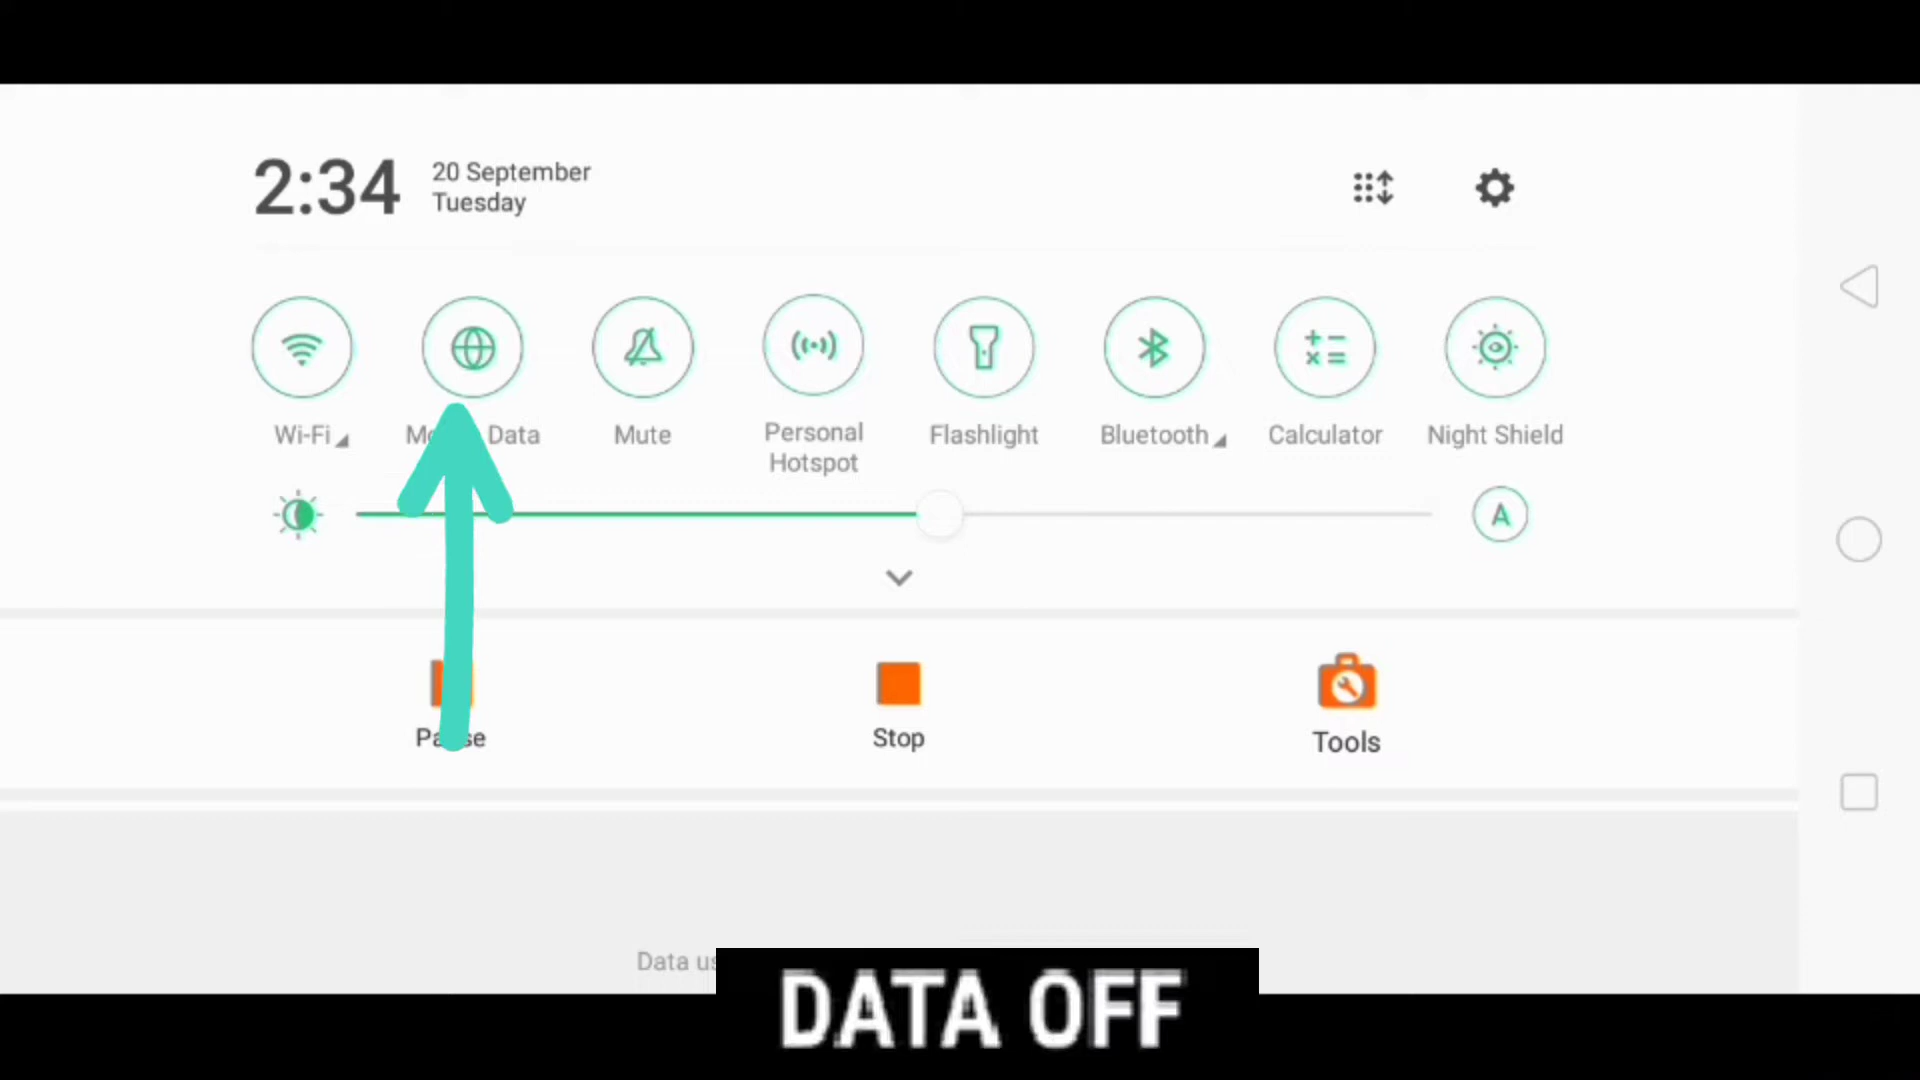 2:34
20 September
Tuesday
Wi-Fi
Data
Mute
Personal
Hotspot
Flashlight
Bluetooth
Calculator
Night Shield
A
Stop
Tools
Data
DATA OFF